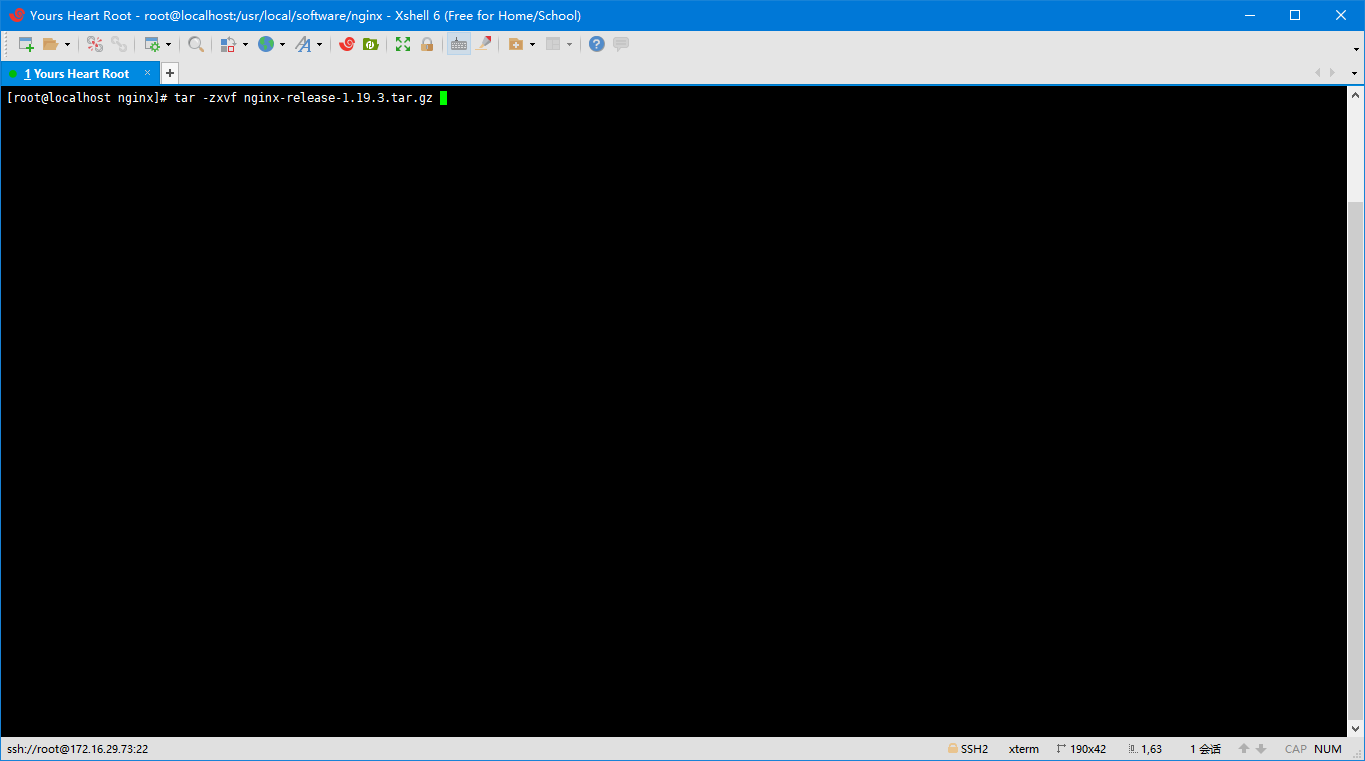 Yours Heart Root - root@localhost:/usr/local/software/nginx - Xshell 6 (Free for Home/School)
1 Yours Heart Root × +
[root@localhost nginx]# tar -zxvf nginx-release-1.19.3.tar.gz
ssh://root@172.16.29.73:22 SSH2 xterm 190x42 1,63 1 会话 CAP NUM